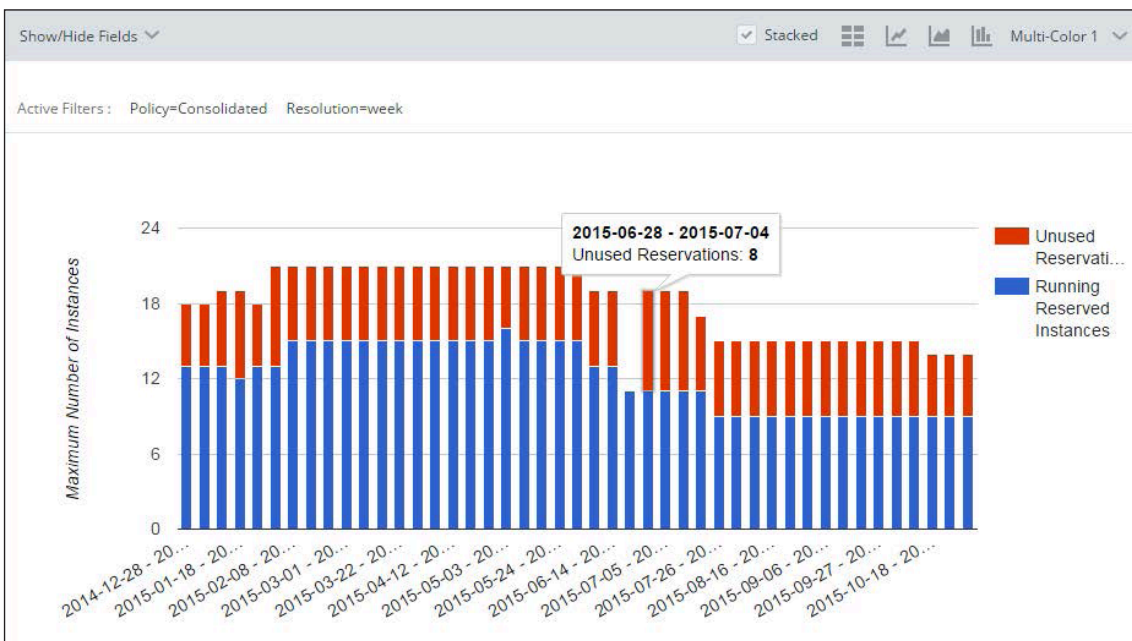 Show/Hide Fields
Stacked
Multi-Color 1
Active Filters : Policy=Consolidated Resolution=week
24
18
12
6
0
Maximum Number of Instances
2015-06-28 - 2015-07-04
Unused Reservations: 8
Unused
Reservati...
Running
Reserved
Instances
2014-12-28 - 20...
2015-01-18 - 20...
2015-02-08 - 20...
2015-03-01 - 20...
2015-03-22 - 20...
2015-04-12 - 20...
2015-05-03 - 20...
2015-05-24 - 20...
2015-06-14 - 20...
2015-07-05 - 20...
2015-07-26 - 20...
2015-08-16 - 20...
2015-09-06 - 20...
2015-09-27 - 20...
2015-10-18 - 20...